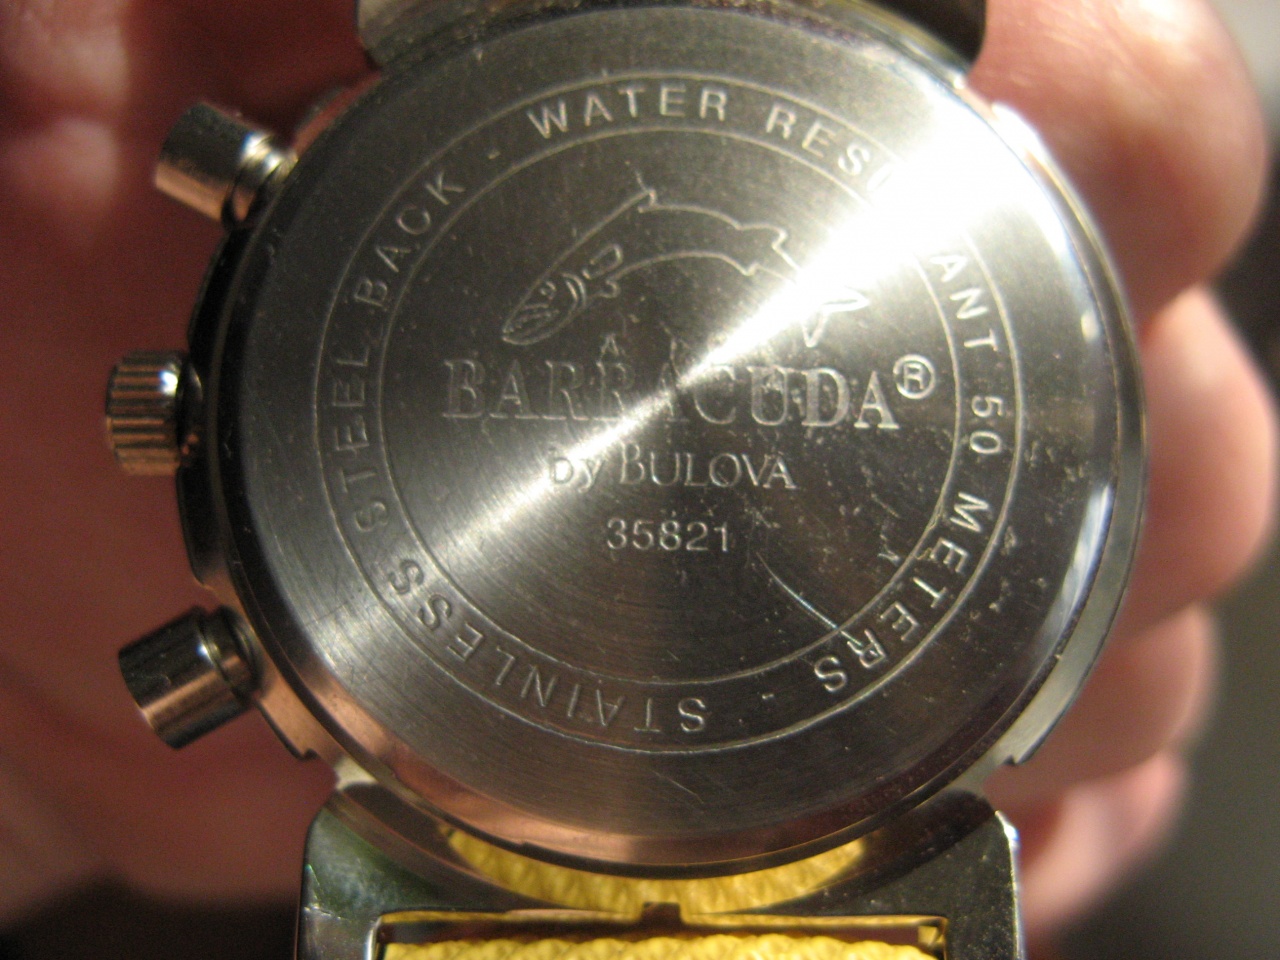 WATER RESISTANT 50 METERS - STAINLESS STEEL BACK -
BARRACUDA®
by BULOVA
35821